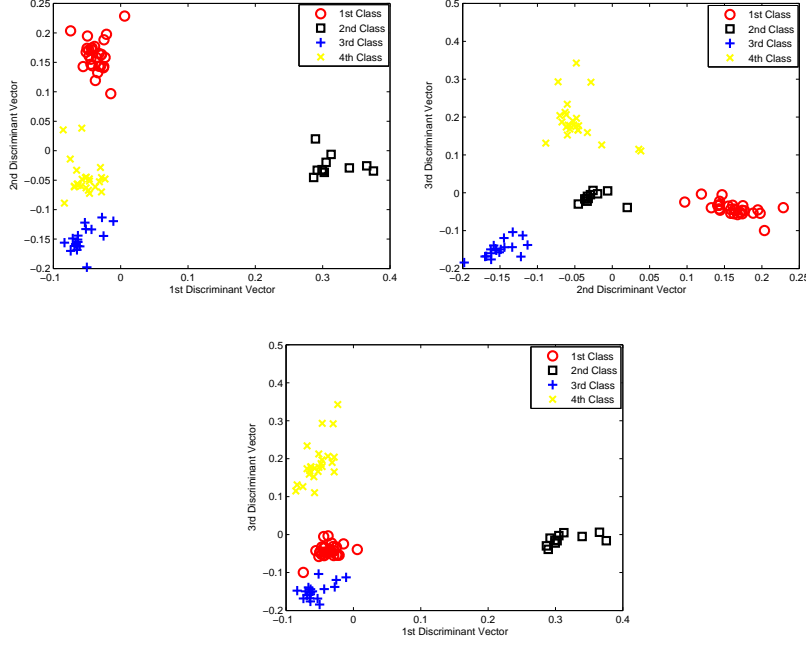 1st Class
2nd Class
3rd Class
4th Class
0.25
0.2
0.15
0.1
0.05
0
−0.05
−0.1
−0.15
−0.2
2nd Discriminant Vector
−0.1 0 0.1 0.2 0.3 0.4
1st Discriminant Vector
1st Class
2nd Class
3rd Class
4th Class
0.5
0.4
0.3
0.2
0.1
0
−0.1
−0.2
3rd Discriminant Vector
−0.2 −0.15 −0.1 −0.05 0 0.05 0.1 0.15 0.2 0.25
2nd Discriminant Vector
1st Class
2nd Class
3rd Class
4th Class
0.5
0.4
0.3
0.2
0.1
0
−0.1
−0.2
3rd Discriminant Vector
−0.1 0 0.1 0.2 0.3 0.4
1st Discriminant Vector